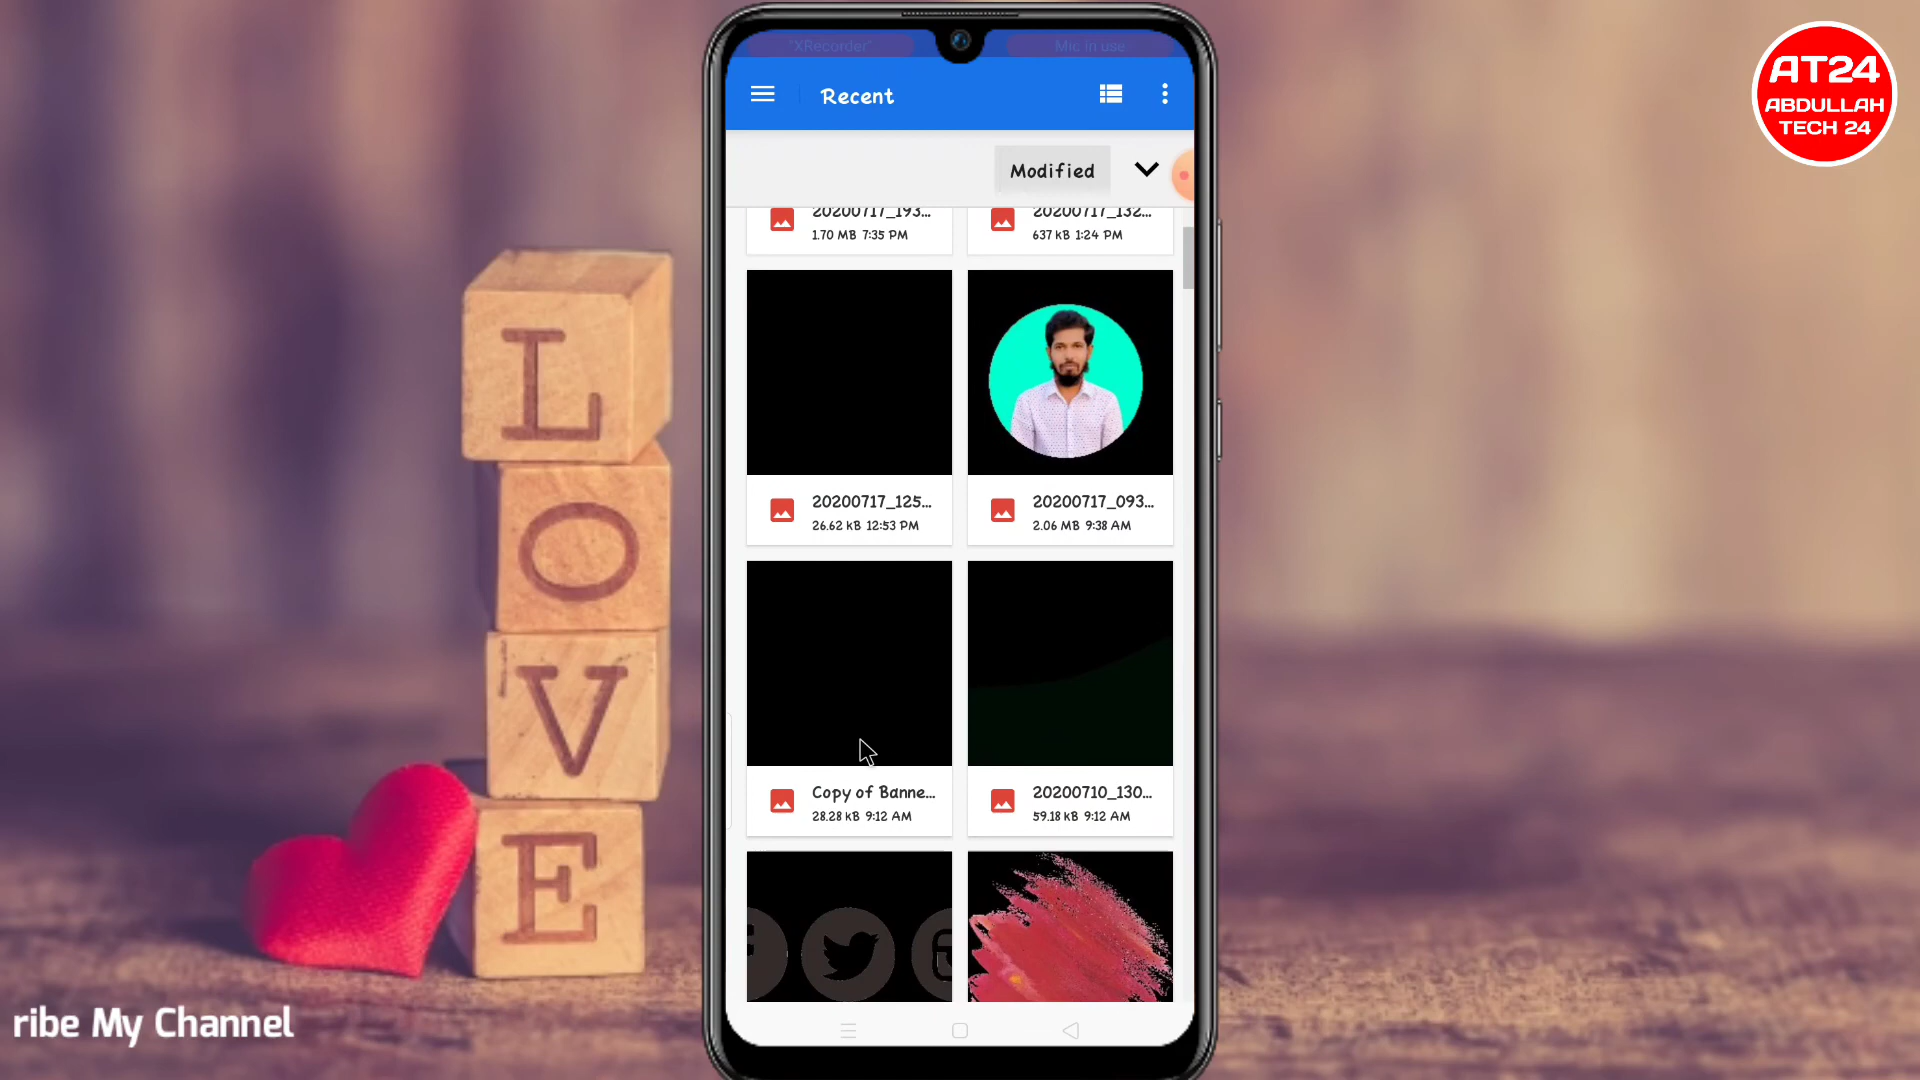 "XRecorder"
Mic in use
Recent
Modified
20200717_193...
1.70 MB 7:35 PM
20200717_132...
637 kB 1:24 PM
20200717_125...
26.62 kB 12:53 PM
20200717_093...
2.06 MB 9:38 AM
Copy of Banne...
28.28 kB 9:12 AM
20200710_130...
59.18 kB 9:12 AM
L
O
V
E
AT24
ABDULLAH
TECH 24
ribe My Channel